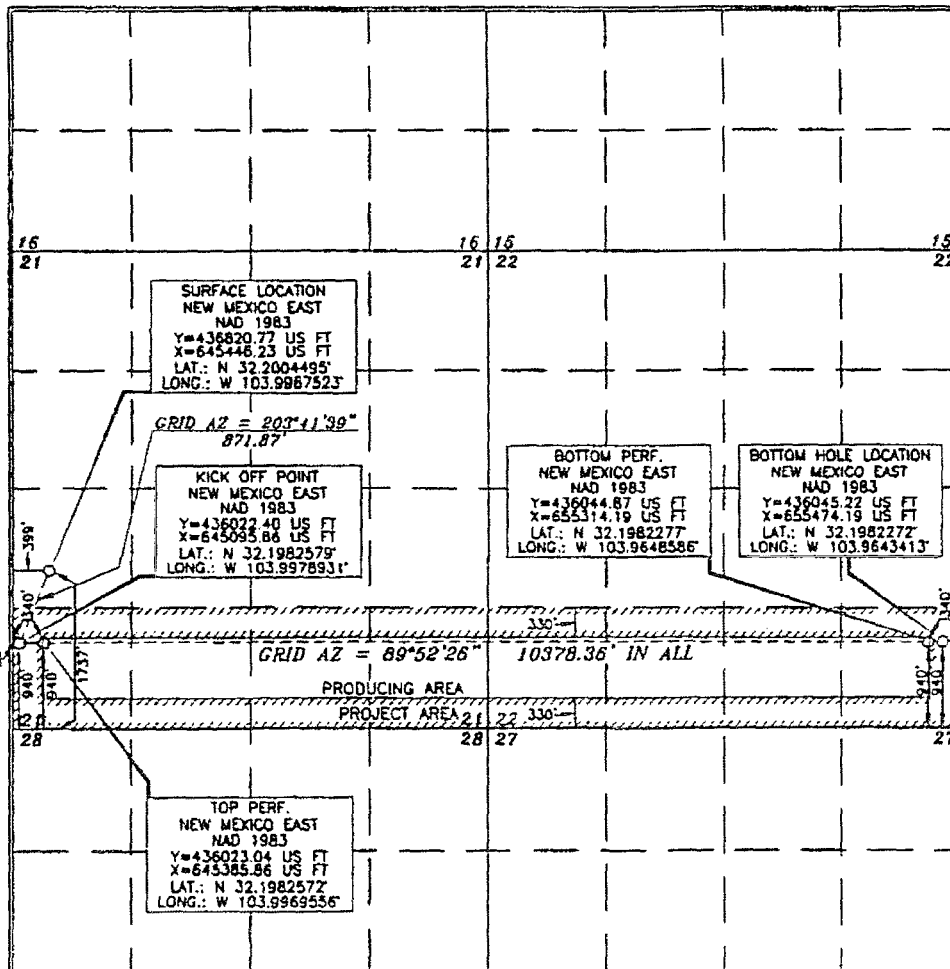 16
21
16 15
21 22
15
22
SURFACE LOCATION
NEW MEXICO EAST
NAD 1983
Y=436820.77 US FT
X=645446.23 US FT
LAT.: N 32.2004495°
LONG.: W 103.9967523°
GRID AZ = 203°41'39"
871.87'
KICK OFF POINT
NEW MEXICO EAST
NAD 1983
Y=436022.40 US FT
X=645095.86 US FT
LAT.: N 32.1982579°
LONG.: W 103.9978931°
BOTTOM PERF.
NEW MEXICO EAST
NAD 1983
Y=436044.87 US FT
X=655314.19 US FT
LAT.: N 32.1982277°
LONG.: W 103.9648586°
BOTTOM HOLE LOCATION
NEW MEXICO EAST
NAD 1983
Y=436045.22 US FT
X=655474.19 US FT
LAT.: N 32.1982272°
LONG.: W 103.9643413°
399'
340'
340'
330'
GRID AZ = 89°52'26" 10378.36' IN ALL
940'
940'
1737'
940'
940'
PRODUCING AREA
PROJECT AREA
330'
21 22
28
28 27
27
TOP PERF.
NEW MEXICO EAST
NAD 1983
Y=436023.04 US FT
X=645385.86 US FT
LAT.: N 32.1982572°
LONG.: W 103.9969556°